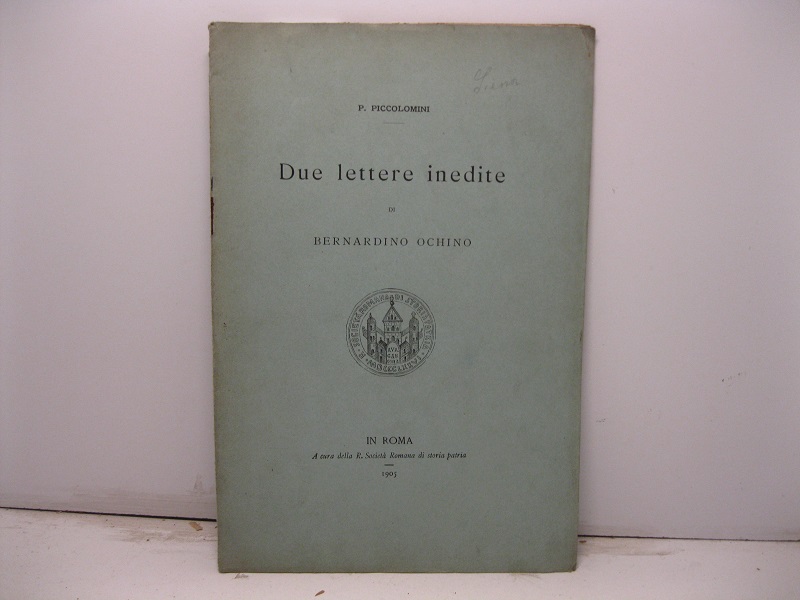 P. PICCOLOMINI
Due lettere inedite
DI
BERNARDINO OCHINO
IN ROMA
A cura della R. Società Romana di storia patria
1905